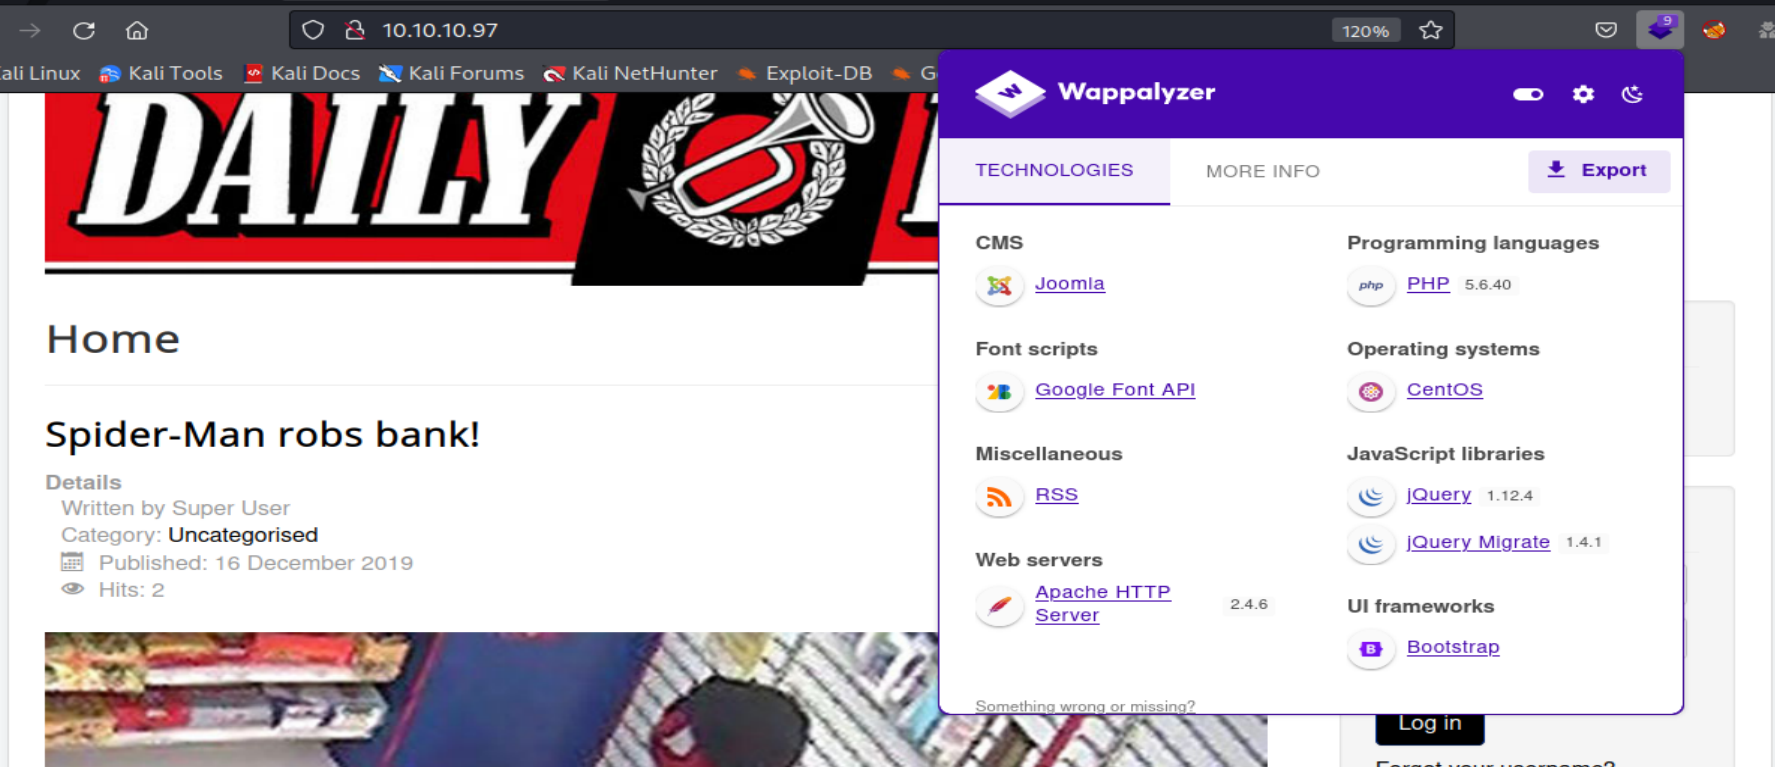 10.10.10.97
120%
9
ali Linux
Kali Tools
Kali Docs
Kali Forums
Kali NetHunter
Exploit-DB
G
DAILY
Wappalyzer
TECHNOLOGIES
MORE INFO
Export
CMS
Joomla
Font scripts
Google Font API
Miscellaneous
RSS
Web servers
Apache HTTP
Server
2.4.6
Something wrong or missing?
Programming languages
php
PHP 5.6.40
Operating systems
CentOS
JavaScript libraries
jQuery 1.12.4
jQuery Migrate 1.4.1
UI frameworks
B
Bootstrap
Home
Spider-Man robs bank!
Details
Written by Super User
Category: Uncategorised
Published: 16 December 2019
Hits: 2
Log in
Forgot your username?